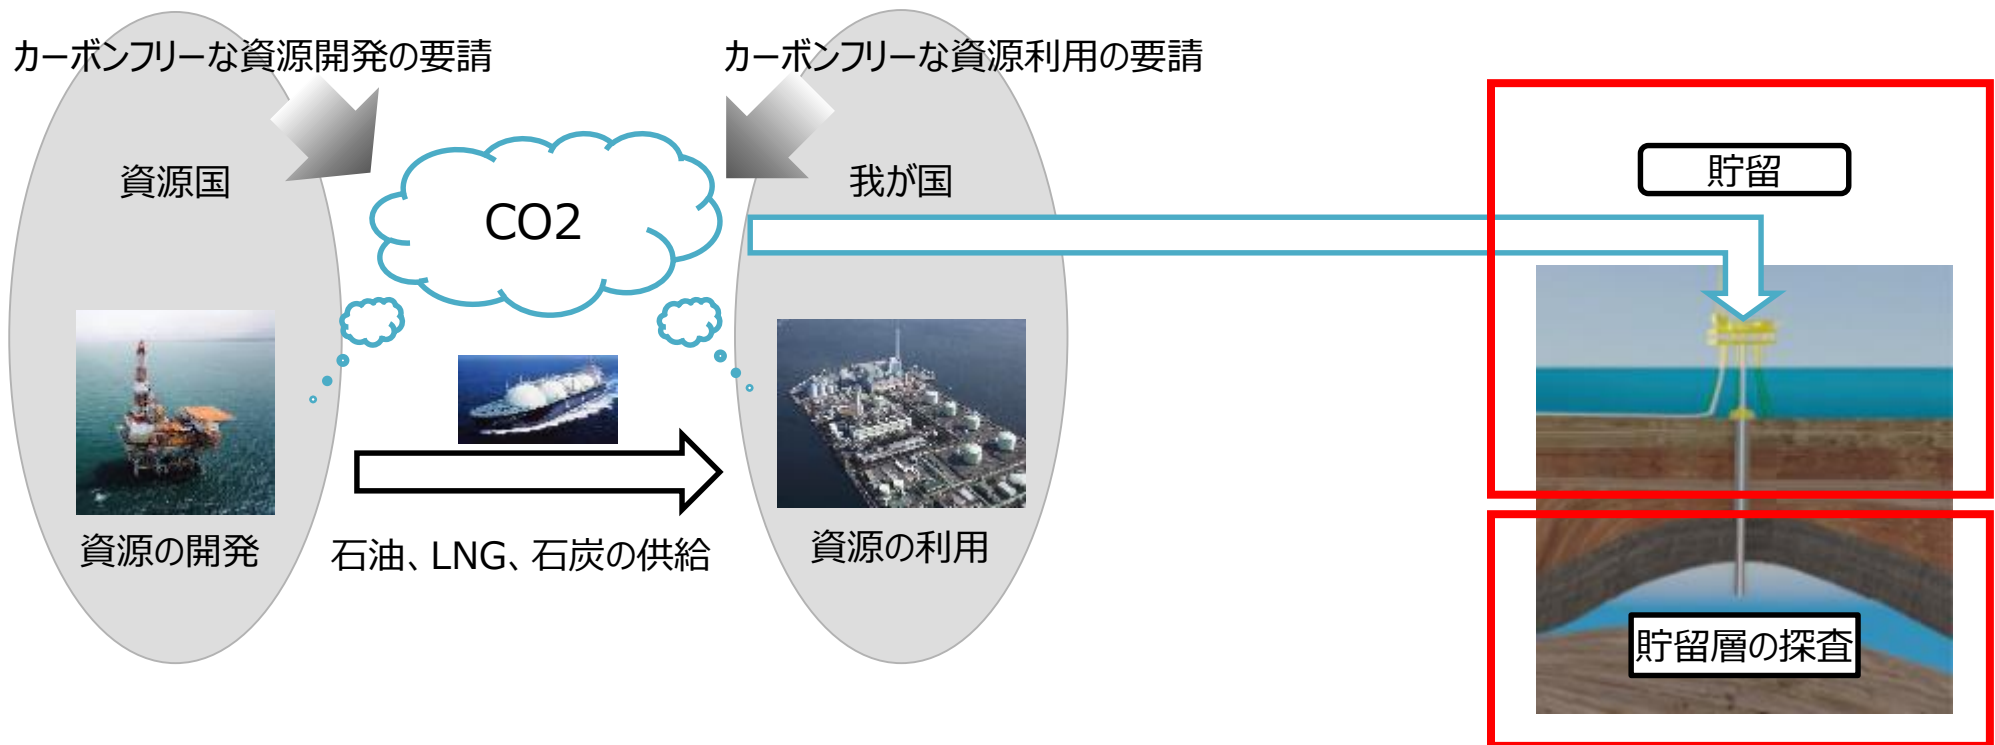 カーボンフリーな資源開発の要請
カーボンフリーな資源利用の要請
資源国
CO2
我が国
貯留
資源の開発
石油、LNG、石炭の供給
資源の利用
貯留層の探査